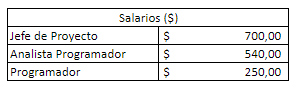 Salarios ($)
Jefe de Proyecto $ 700,00
Analista Programador $ 540,00
Programador $ 250,00